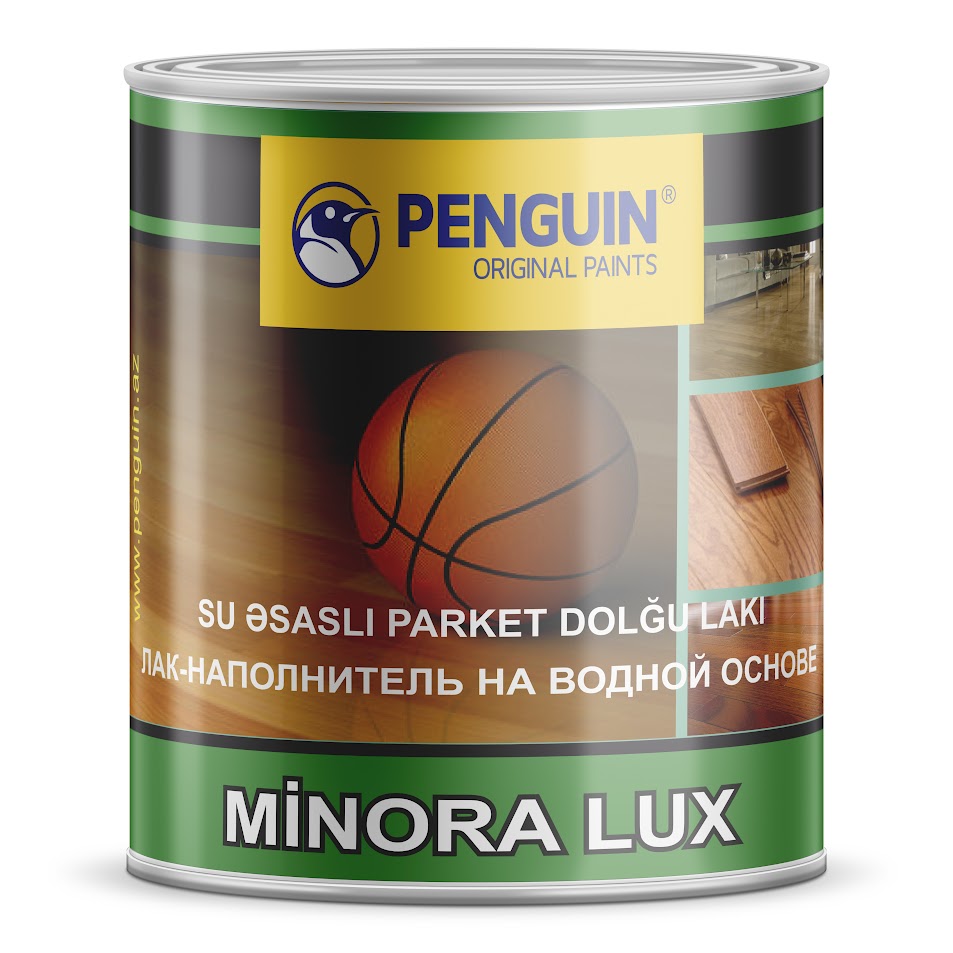 PENGUIN®
ORIGINAL PAINTS
www.penguin.az
SU ƏSASLI PARKET DOLĞU LAKI
ЛАК-НАПОЛНИТЕЛЬ НА ВОДНОЙ ОСНОВЕ
MİNORA LUX